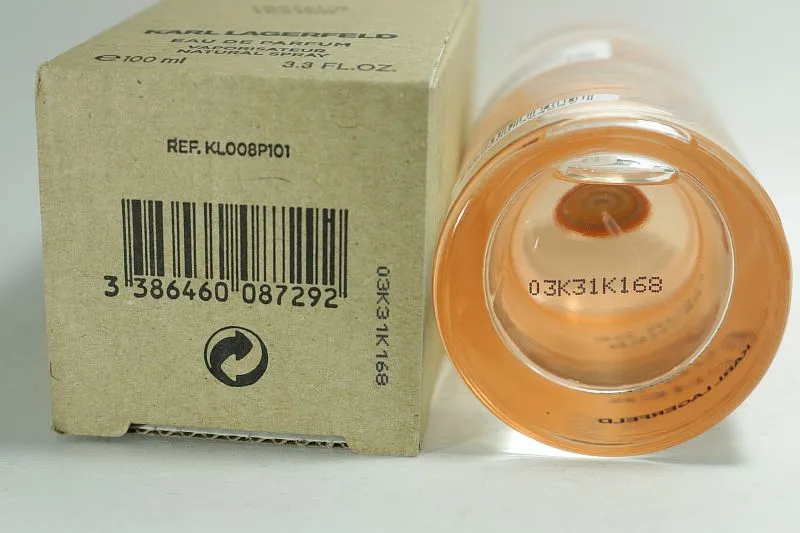 KARL LAGERFELD
EAU DE PARFUM
VAPORISATEUR
NATURAL SPRAY
e100 ml 3.3 FL.OZ.
REF. KL008P101
3 386460 087292
03K31K168
03K31K168
KARL LAGERFELD